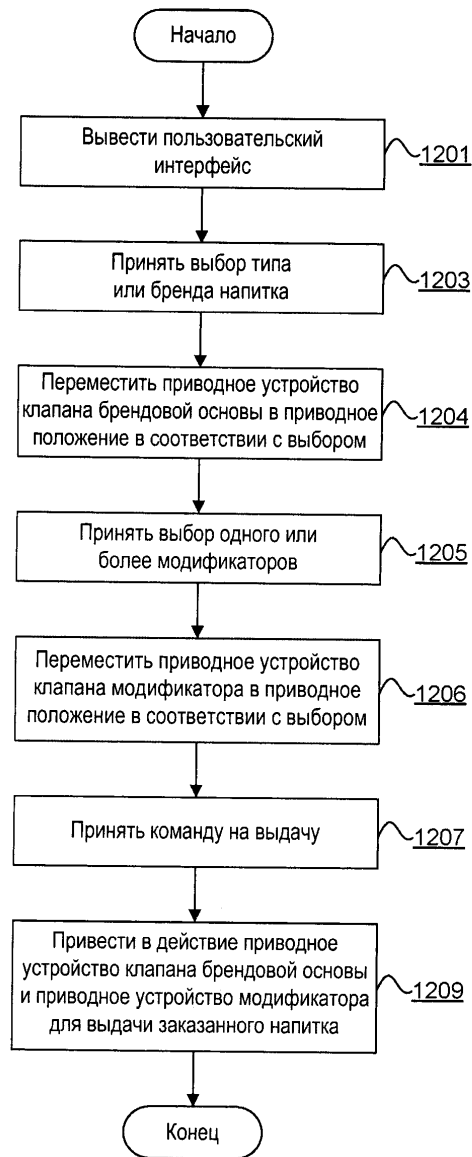 Начало
Вывести пользовательский
интерфейс
1201
Принять выбор типа
или бренда напитка
1203
Переместить приводное устройство
клапана брендовой основы в приводное
положение в соответствии с выбором
1204
Принять выбор одного или
более модификаторов
1205
Переместить приводное устройство
клапана модификатора в приводное
положение в соответствии с выбором
1206
Принять команду на выдачу
1207
Привести в действие приводное
устройство клапана брендовой основы
и приводное устройство модификатора
для выдачи заказанного напитка
1209
Конец